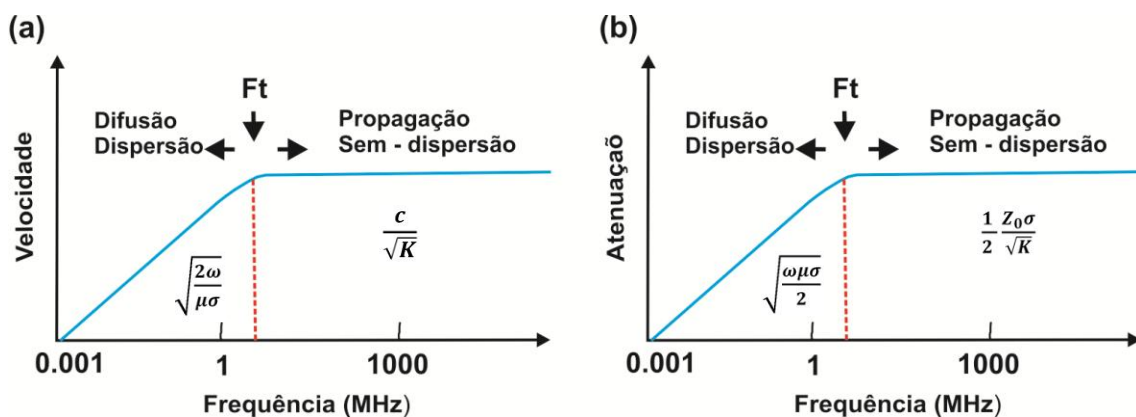 (a)
Velocidade
Ft
Difusão
Dispersão
Propagação
Sem - dispersão
√(2ω/μσ)
c/√K
0.001
1
1000
Frequência (MHz)
(b)
Atenuaçaõ
Ft
Difusão
Dispersão
Propagação
Sem - dispersão
√(ωμσ/2)
1/2 Z₀σ/√K
0.001
1
1000
Frequência (MHz)